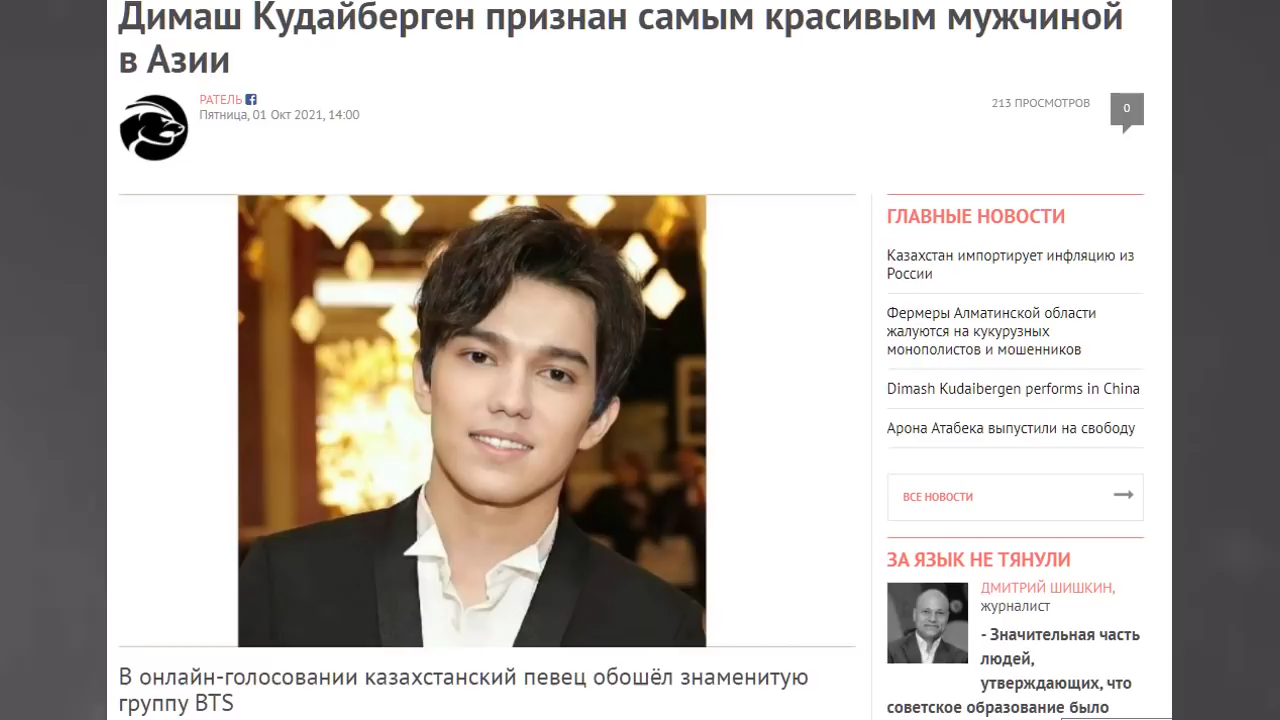 Димаш Кудайберген признан самым красивым мужчиной
в Азии
РАТЕЛЬ
Пятница, 01 Окт 2021, 14:00
213 ПРОСМОТРОВ
0
ГЛАВНЫЕ НОВОСТИ
Казахстан импортирует инфляцию из
России
Фермеры Алматинской области
жалуются на кукурузных
монополистов и мошенников
Dimash Kudaibergen performs in China
Арона Атабека выпустили на свободу
ВСЕ НОВОСТИ
ЗА ЯЗЫК НЕ ТЯНУЛИ
ДМИТРИЙ ШИШКИН,
журналист
- Значительная часть
людей,
утверждающих, что
советское образование было
В онлайн-голосовании казахстанский певец обошёл знаменитую
группу BTS